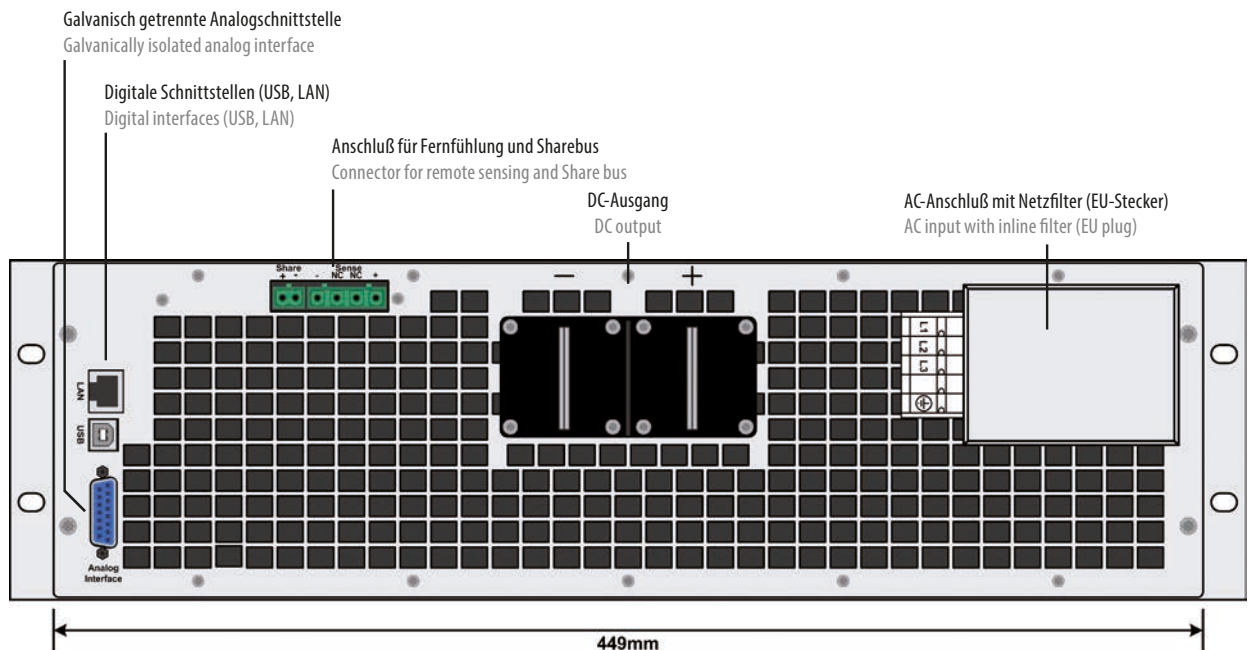 Galvanisch getrennte Analogschnittstelle
Galvanically isolated analog interface
Digitale Schnittstellen (USB, LAN)
Digital interfaces (USB, LAN)
Anschluß für Fernfühlung und Sharebus
Connector for remote sensing and Share bus
DC-Ausgang
DC output
AC-Anschluß mit Netzfilter (EU-Stecker)
AC input with inline filter (EU plug)
Share Sense
+ - - NC NC +
− +
L1
L2
L3
LAN
USB
Analog
Interface
449mm